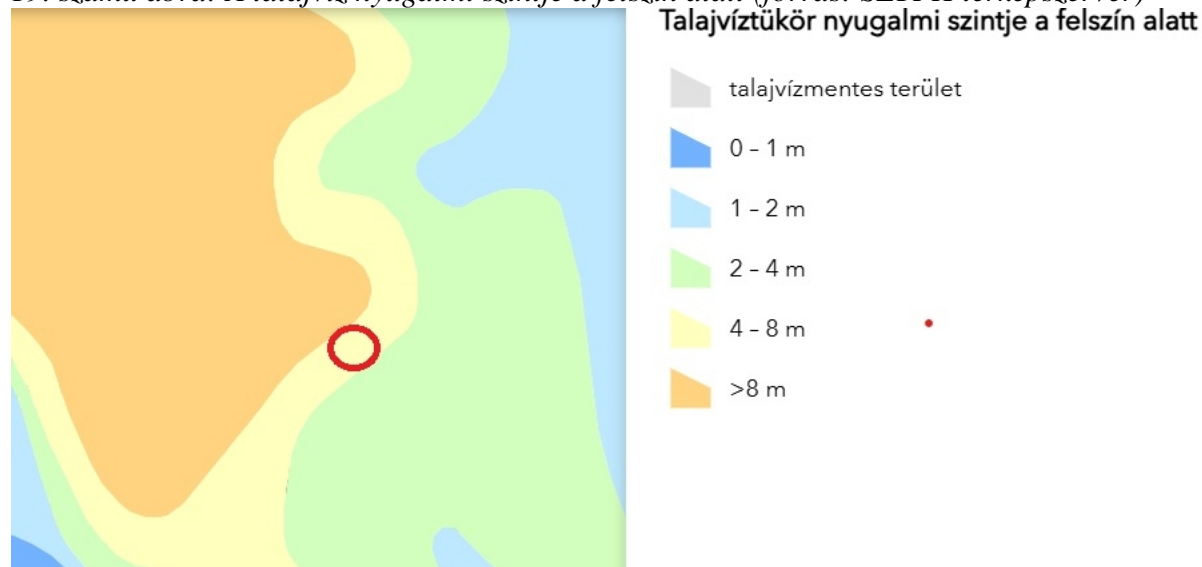 Talajvíztükör nyugalmi szintje a felszín alatt
talajvízmentes terület
0 – 1 m
1 – 2 m
2 – 4 m
4 – 8 m
>8 m